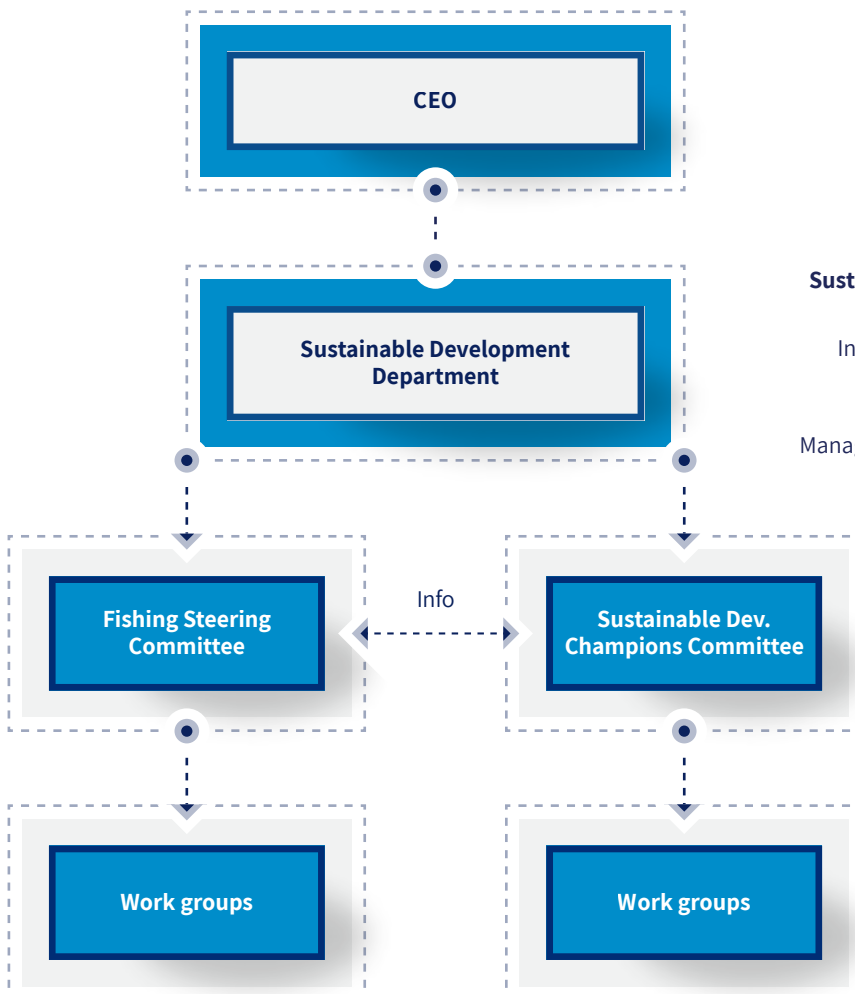 CEO
Sustainable Development
Department
Info
Fishing Steering
Committee
Sustainable Dev.
Champions Committee
Work groups
Work groups